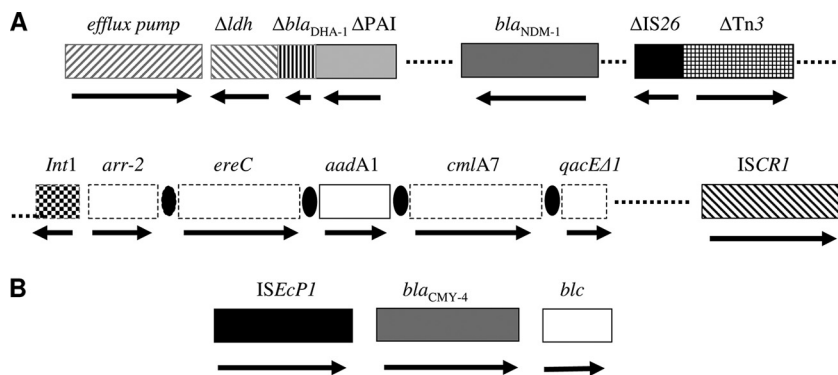 A efflux pump Δldh ΔblaDHA-1 ΔPAI blaNDM-1 ΔIS26 ΔTn3
Int1 arr-2 ereC aadA1 cmlA7 qacEΔ1 ISCR1
B ISEcP1 blaCMY-4 blc